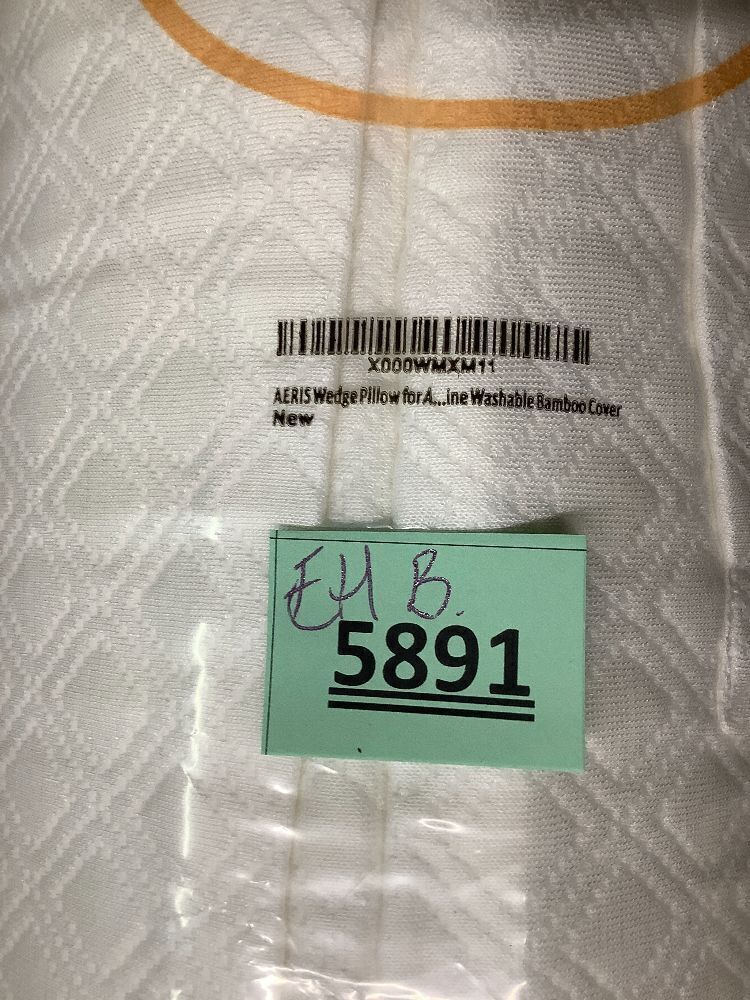 X000WMXM11
AERIS Wedge Pillow for A...ine Washable Bamboo Cover
New
EH B.
5891